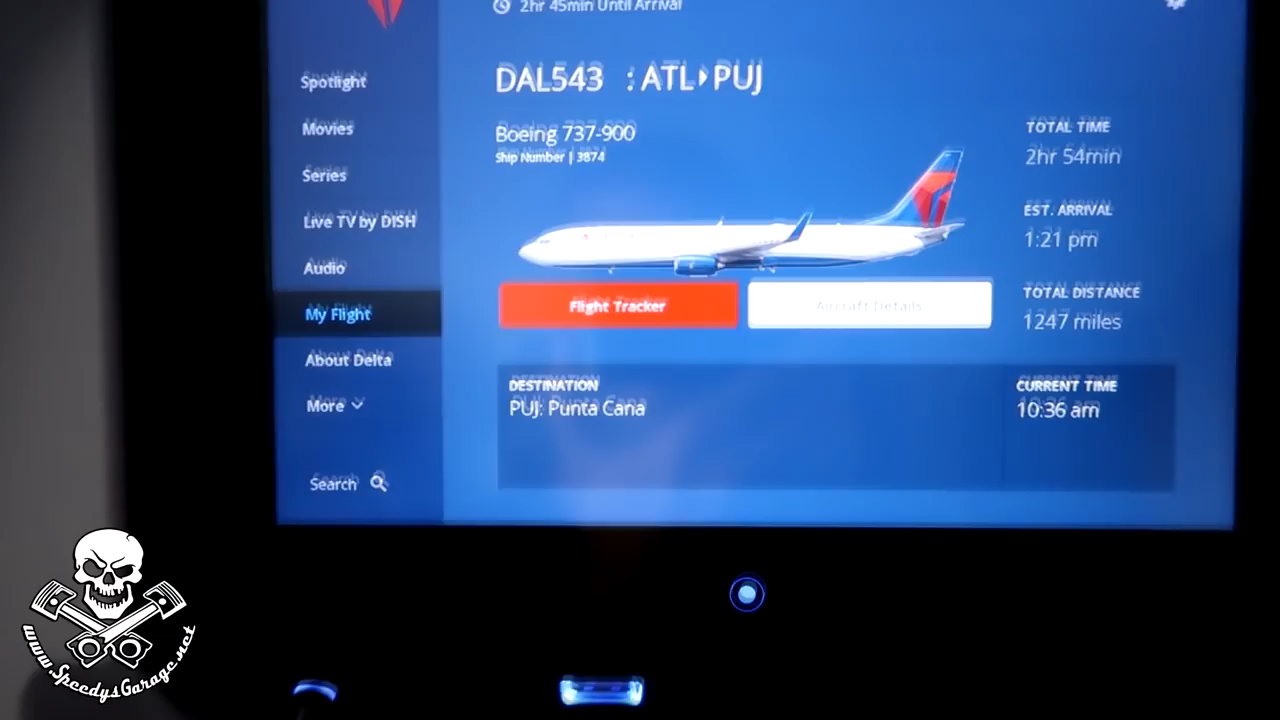 2hr 45min Until Arrival
DAL543 : ATL▸PUJ
Boeing 737-900
Ship Number | 3874
Spotlight
Movies
Series
Live TV by DISH
Audio
My Flight
About Delta
More
Search
TOTAL TIME
2hr 54min
EST. ARRIVAL
1:21 pm
TOTAL DISTANCE
1247 miles
Flight Tracker
Aircraft Details
DESTINATION
PUJ: Punta Cana
CURRENT TIME
10:36 am
www.SpeedysGarage.net